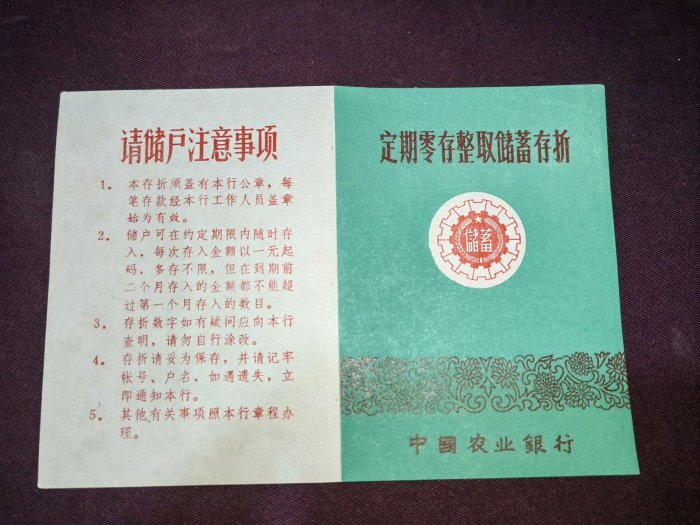 请储户注意事项
1. 本存折须盖有本行公章，每
笔存款经本行工作人员盖章
始为有效。
2. 储户可在约定期限内随时存
入，每次存入金额以一元起
码，多存不限，但在到期前
二个月存入的金额都不能超
过第一个月存入的数目。
3. 存折数字如有疑问应向本行
查明，请勿自行涂改。
4. 存折请妥为保存，并请记牢
帐号、户名，如遇遗失，立
即通知本行。
5. 其他有关事项照本行章程办
理。
定期零存整取储蓄存折
儲蓄
中國农业銀行